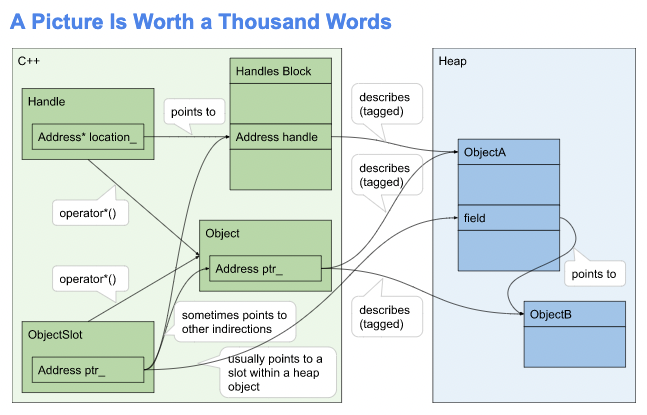 A Picture Is Worth a Thousand Words
C++
Handles Block
Handle
Address* location_
points to
Address handle
operator*()
Object
Address ptr_
operator*()
sometimes points to
other indirections
ObjectSlot
Address ptr_
usually points to a
slot within a heap
object
describes
(tagged)
describes
(tagged)
describes
(tagged)
Heap
ObjectA
field
points to
ObjectB